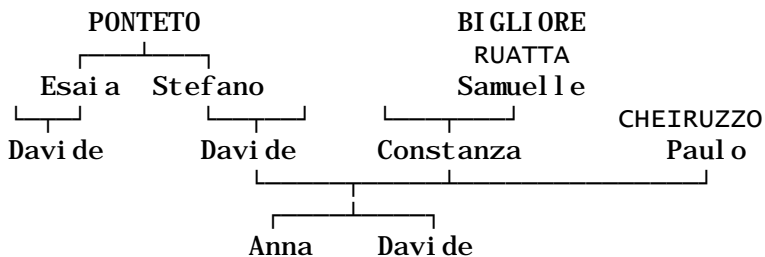 PONTETO BIGLIORE
RUATTA
Esaia Stefano Samuelle
CHEIRUZZO
Davide Davide Constanza Paulo
Anna Davide